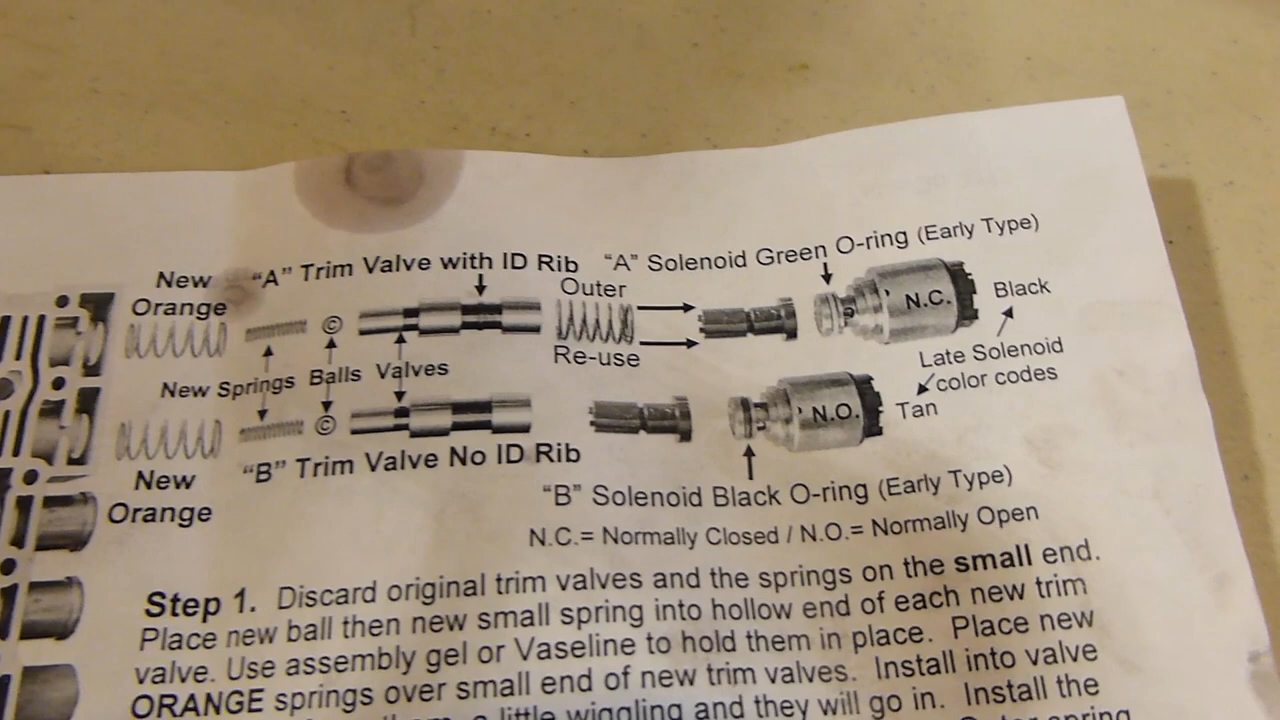 New
Orange
“A” Trim Valve with ID Rib
“A” Solenoid Green O-ring (Early Type)
Outer
N.C.
Black
©
Re-use
New Springs Balls Valves
Late Solenoid
color codes
Tan
©
N.O.
New
Orange
“B” Trim Valve No ID Rib
“B” Solenoid Black O-ring (Early Type)
N.C.= Normally Closed / N.O.= Normally Open
Step 1. Discard original trim valves and the springs on the small end.
Place new ball then new small spring into hollow end of each new trim
valve. Use assembly gel or Vaseline to hold them in place. Place new
ORANGE springs over small end of new trim valves. Install into valve
a little wiggling and they will go in. Install the
spring